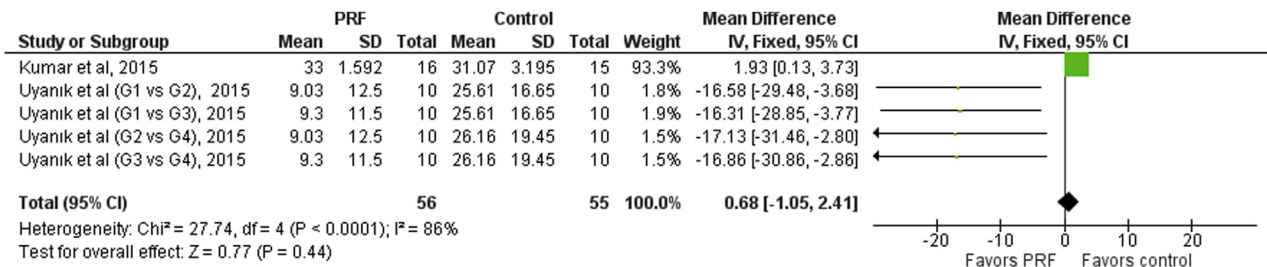 PRF Control Mean Difference Mean Difference
Study or Subgroup Mean SD Total Mean SD Total Weight IV, Fixed, 95% CI IV, Fixed, 95% CI
Kumar et al, 2015 33 1.592 16 31.07 3.195 15 93.3% 1.93 [0.13, 3.73]
Uyanık et al (G1 vs G2), 2015 9.03 12.5 10 25.61 16.65 10 1.8% -16.58 [-29.48, -3.68]
Uyanık et al (G1 vs G3), 2015 9.3 11.5 10 25.61 16.65 10 1.9% -16.31 [-28.85, -3.77]
Uyanık et al (G2 vs G4), 2015 9.03 12.5 10 26.16 19.45 10 1.5% -17.13 [-31.46, -2.80]
Uyanık et al (G3 vs G4), 2015 9.3 11.5 10 26.16 19.45 10 1.5% -16.86 [-30.86, -2.86]
Total (95% CI) 56 55 100.0% 0.68 [-1.05, 2.41]
Heterogeneity: Chi² = 27.74, df = 4 (P < 0.0001); I² = 86%
Test for overall effect: Z = 0.77 (P = 0.44)
-20 -10 0 10 20
Favors PRF Favors control